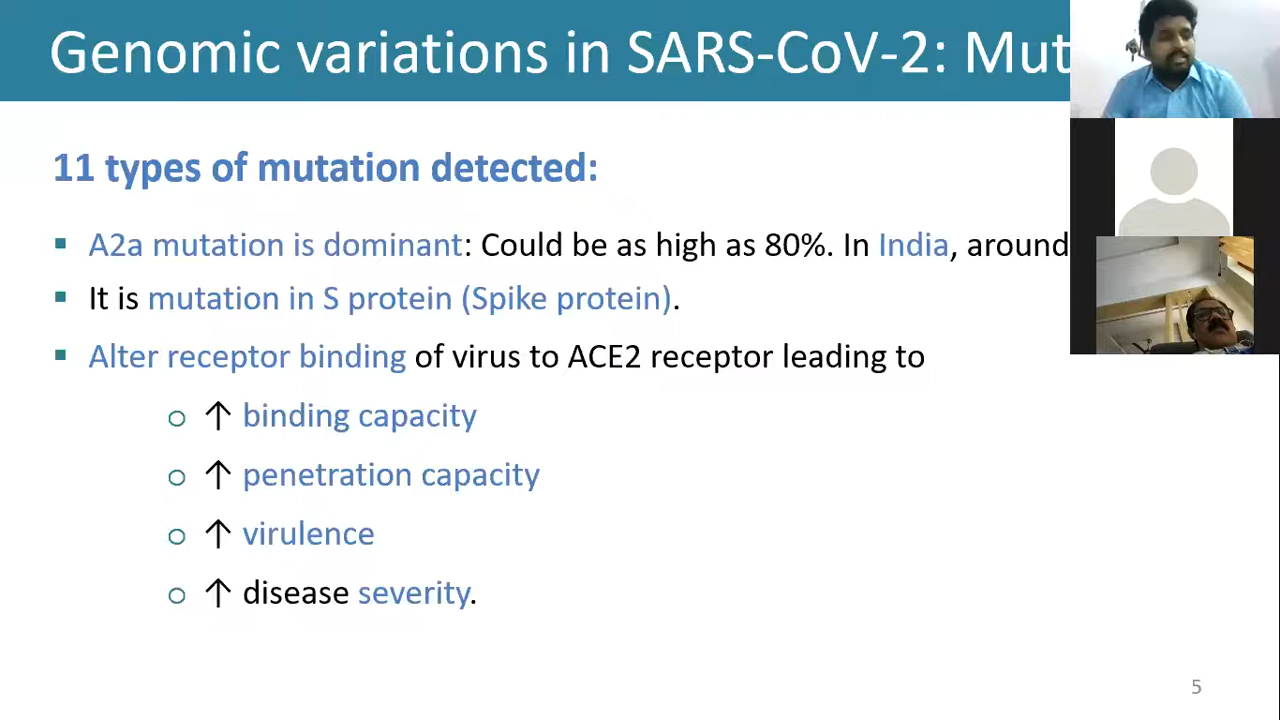 Genomic variations in SARS-CoV-2: Mut
11 types of mutation detected:
▪ A2a mutation is dominant: Could be as high as 80%. In India, around
▪ It is mutation in S protein (Spike protein).
▪ Alter receptor binding of virus to ACE2 receptor leading to
o ↑ binding capacity
o ↑ penetration capacity
o ↑ virulence
o ↑ disease severity.
5